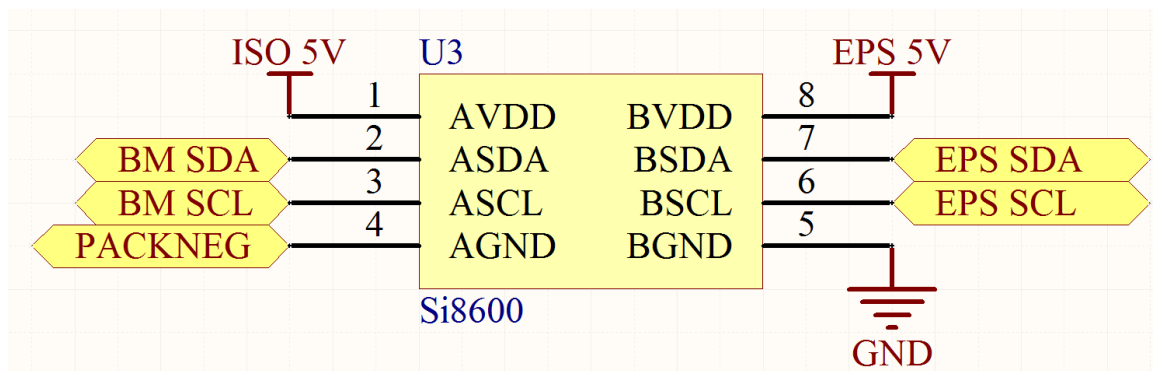 ISO 5V
U3
EPS 5V
1
AVDD
BVDD
8
BM SDA
2
ASDA
BSDA
7
EPS SDA
BM SCL
3
ASCL
BSCL
6
EPS SCL
PACKNEG
4
AGND
BGND
5
Si8600
GND